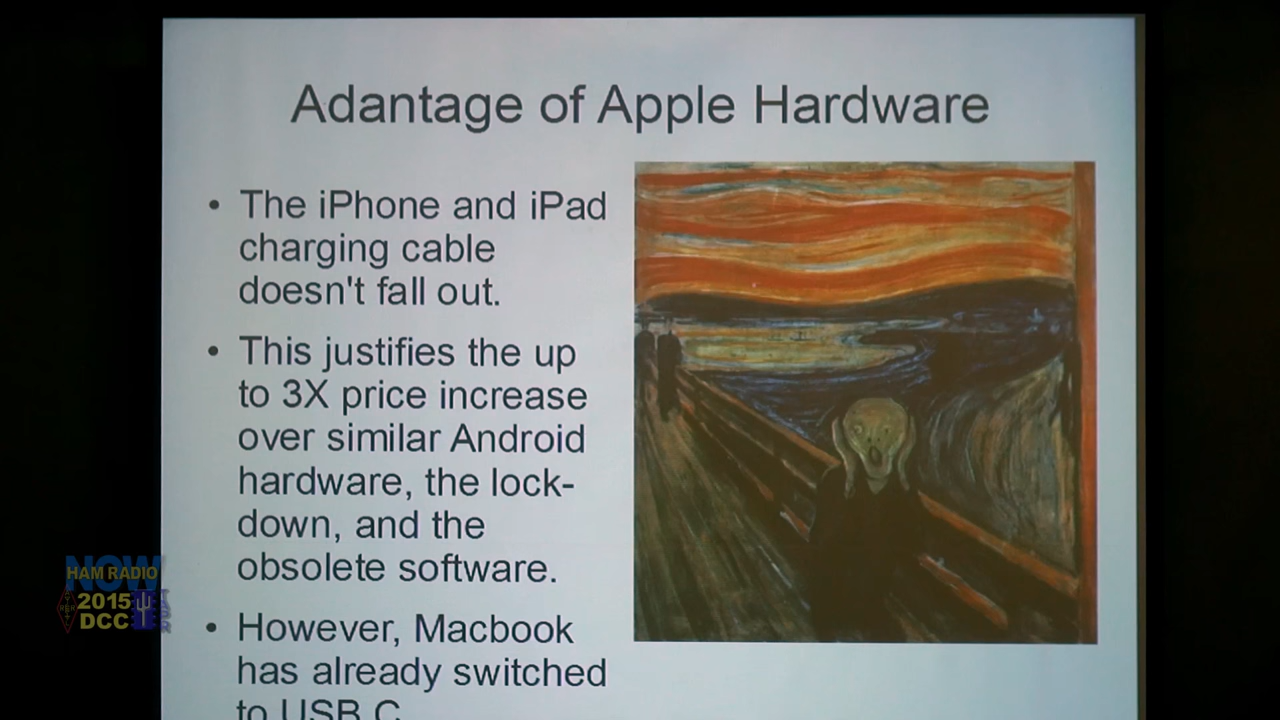 Adantage of Apple Hardware
• The iPhone and iPad
charging cable
doesn't fall out.
• This justifies the up
to 3X price increase
over similar Android
hardware, the lock-
down, and the
obsolete software.
• However, Macbook
has already switched
to USB C
NOW
HAM RADIO
2015
DCC